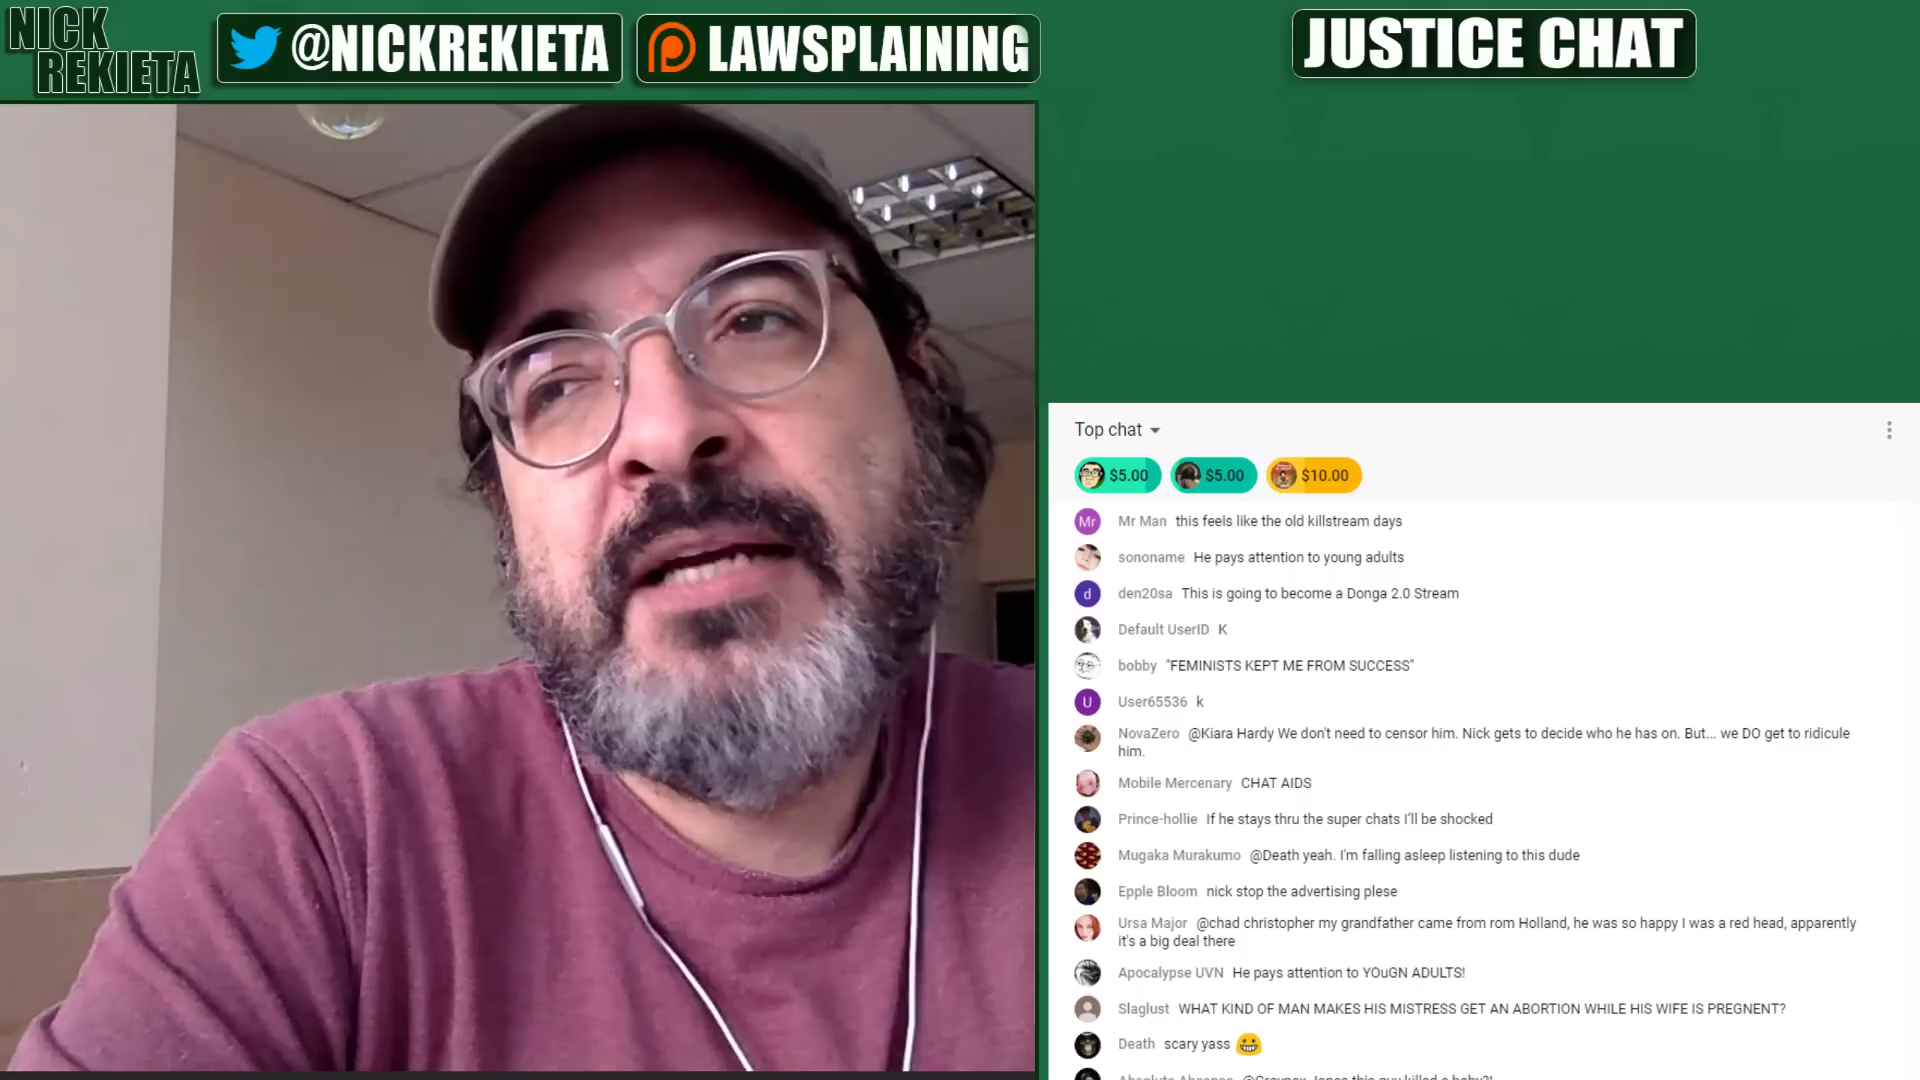 NICK
REKIETA
@NICKREKIETA
LAWSPLAINING
JUSTICE CHAT
Top chat
$5.00 $5.00 $10.00
Mr Mr Man this feels like the old killstream days
sononame He pays attention to young adults
d den20sa This is going to become a Donga 2.0 Stream
Default UserID K
bobby "FEMINISTS KEPT ME FROM SUCCESS"
U User65536 k
NovaZero @Kiara Hardy We don't need to censor him. Nick gets to decide who he has on. But... we DO get to ridicule
him.
Mobile Mercenary CHAT AIDS
Prince-hollie If he stays thru the super chats I'll be shocked
Mugaka Murakumo @Death yeah. I'm falling asleep listening to this dude
Epple Bloom nick stop the advertising plese
Ursa Major @chad christopher my grandfather came from rom Holland, he was so happy I was a red head, apparently
it's a big deal there
Apocalypse UVN He pays attention to YOuGN ADULTS!
Slaglust WHAT KIND OF MAN MAKES HIS MISTRESS GET AN ABORTION WHILE HIS WIFE IS PREGNENT?
Death scary yass